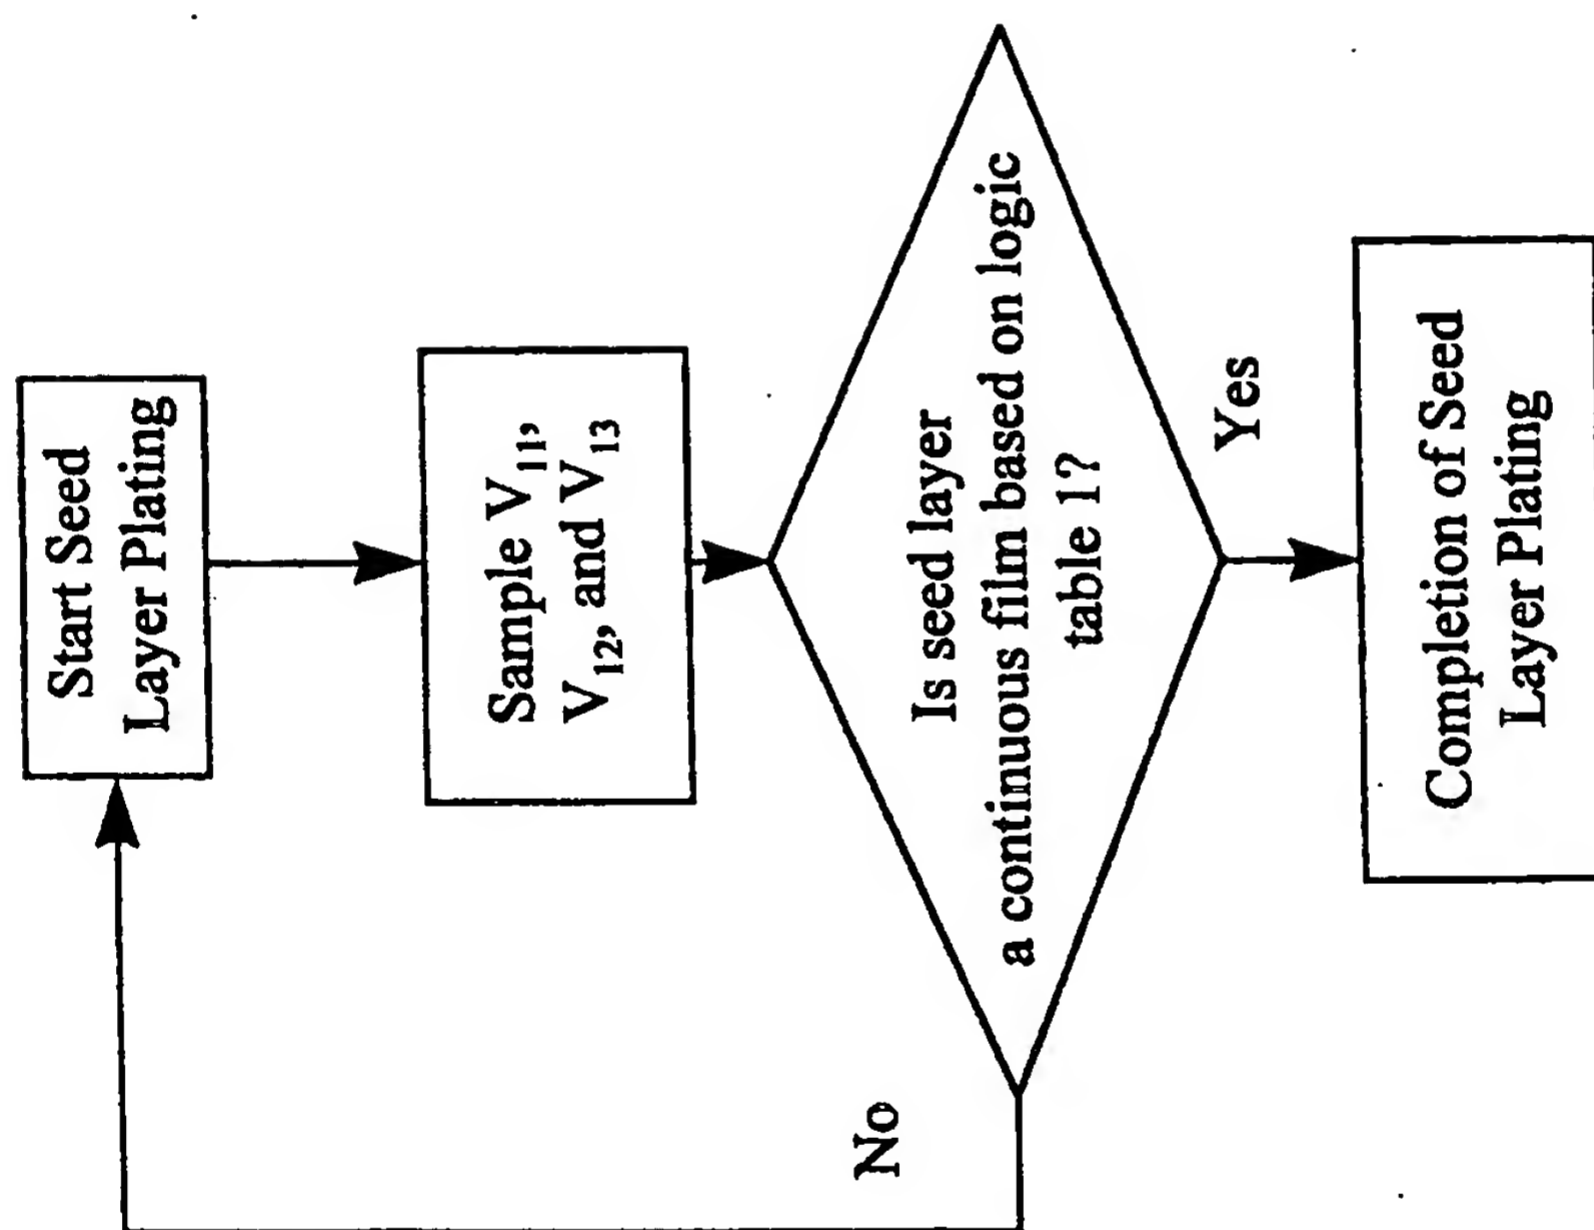 Start Seed
Layer Plating
Sample V₁₁,
V₁₂, and V₁₃
Is seed layer
a continuous film based on logic
table 1?
No
Yes
Completion of Seed
Layer Plating